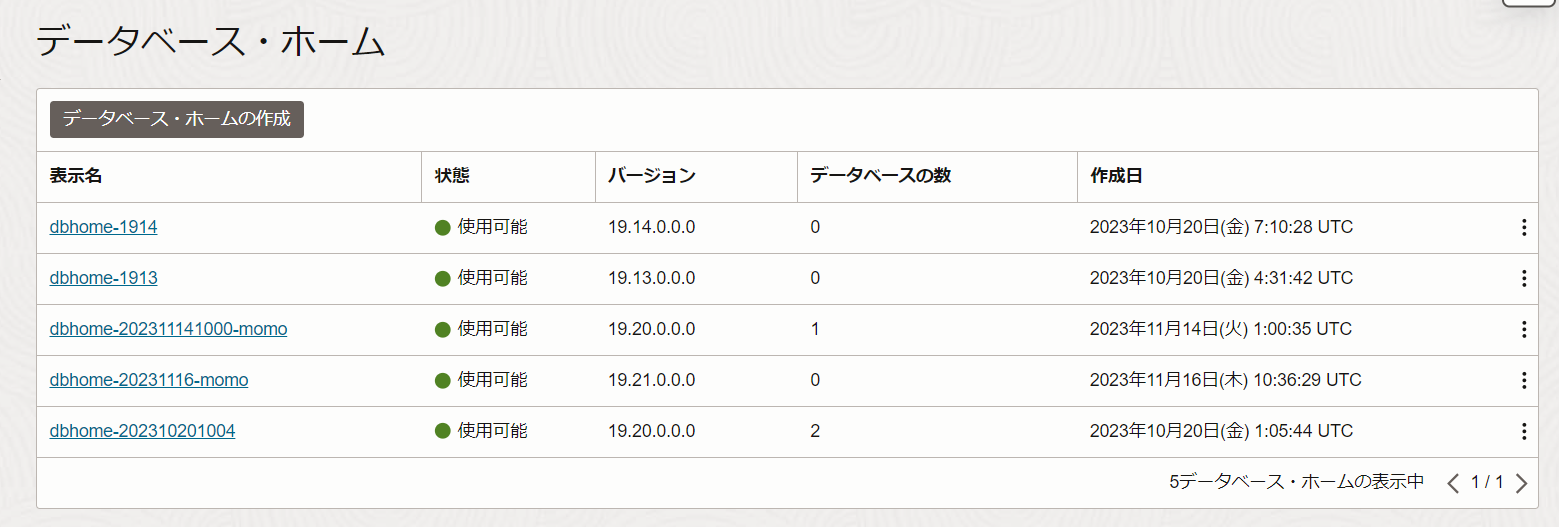 データベース・ホーム
データベース・ホームの作成
表示名 状態 バージョン データベースの数 作成日
dbhome-1914 使用可能 19.14.0.0.0 0 2023年10月20日(金) 7:10:28 UTC
dbhome-1913 使用可能 19.13.0.0.0 0 2023年10月20日(金) 4:31:42 UTC
dbhome-202311141000-momo 使用可能 19.20.0.0.0 1 2023年11月14日(火) 1:00:35 UTC
dbhome-20231116-momo 使用可能 19.21.0.0.0 0 2023年11月16日(木) 10:36:29 UTC
dbhome-202310201004 使用可能 19.20.0.0.0 2 2023年10月20日(金) 1:05:44 UTC
5データベース・ホームの表示中 1 / 1